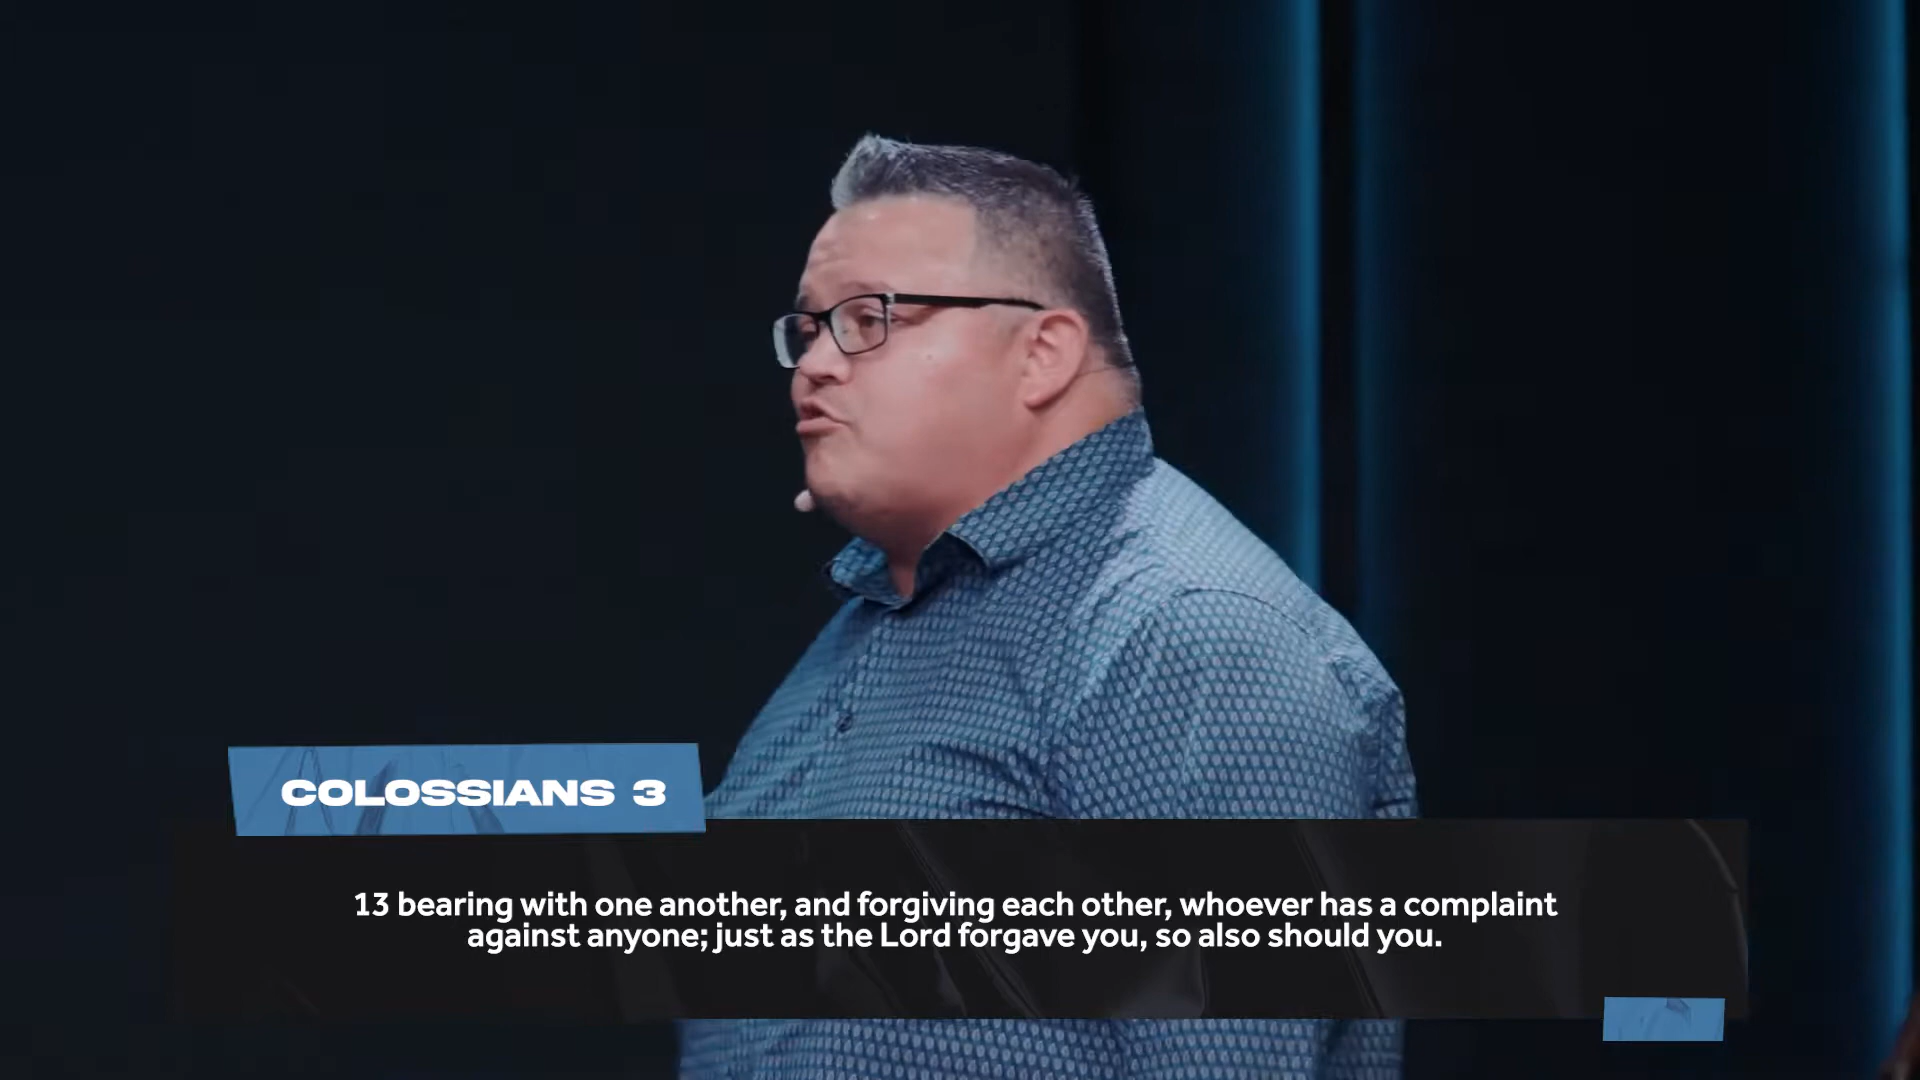 COLOSSIANS 3
13 bearing with one another, and forgiving each other, whoever has a complaint
against anyone; just as the Lord forgave you, so also should you.